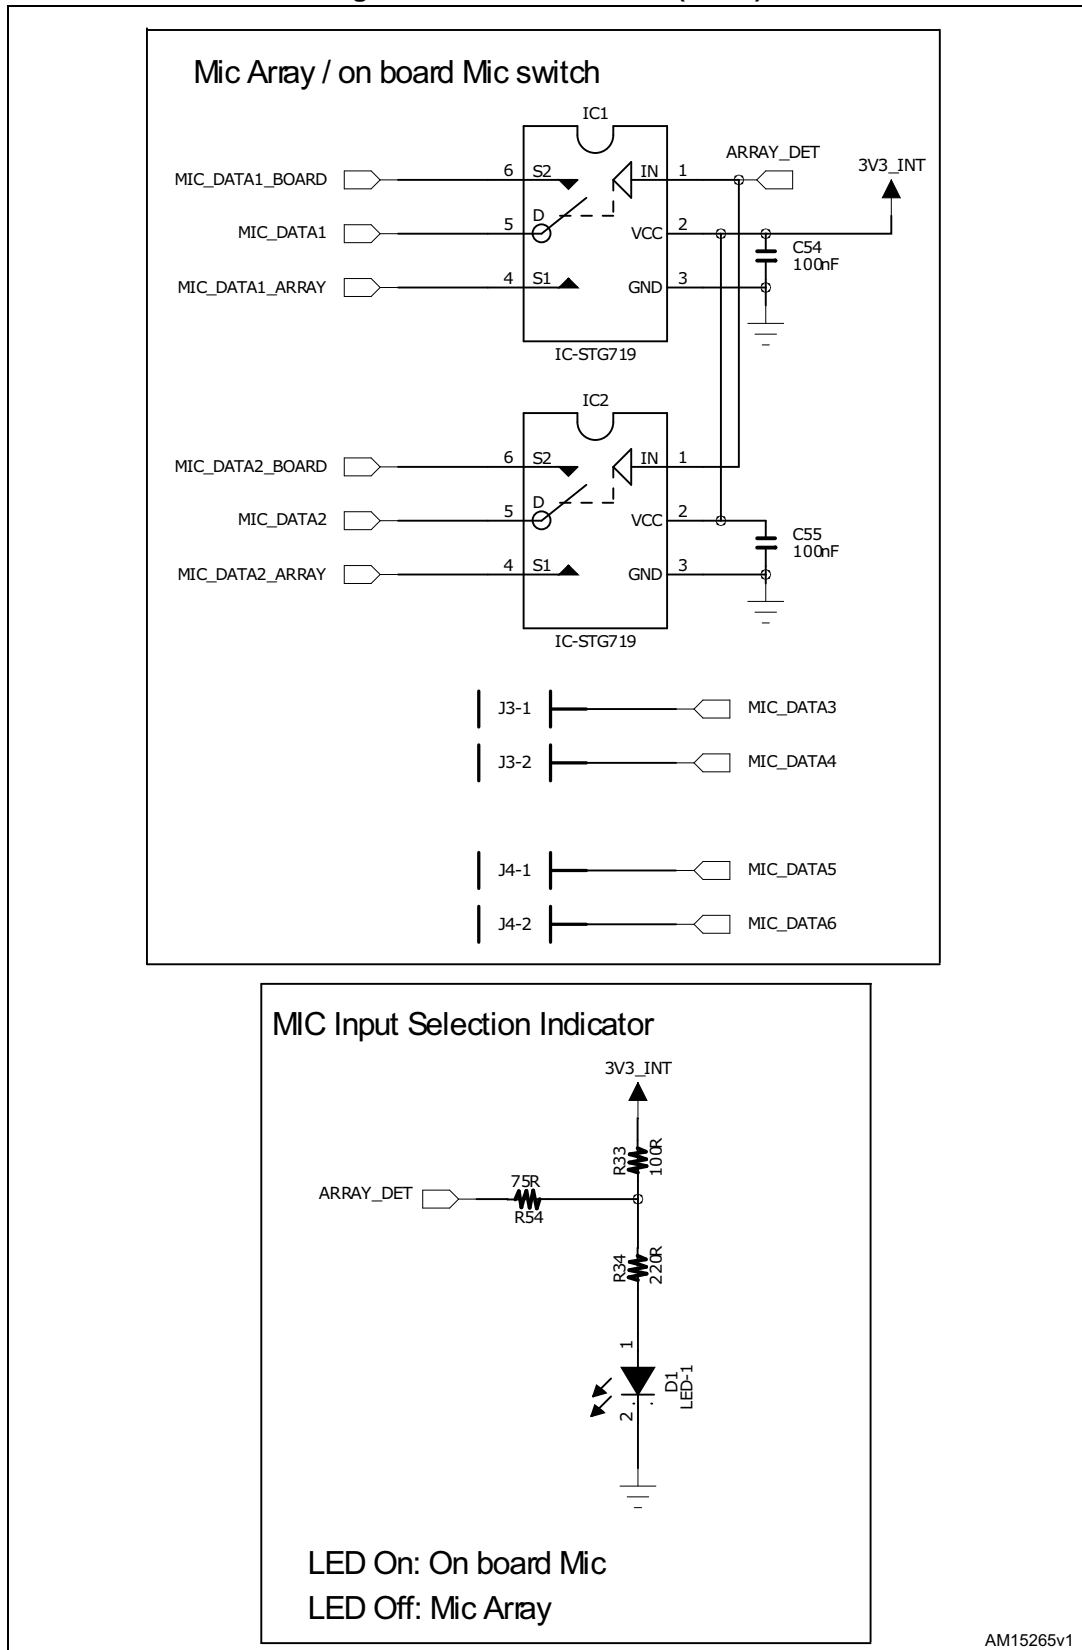 Mic Array / on board Mic switch
IC1
MIC_DATA1_BOARD 6 S2 IN 1 ARRAY_DET 3V3_INT
MIC_DATA1 5 D VCC 2
C54
100nF
MIC_DATA1_ARRAY 4 S1 GND 3
IC-STG719
IC2
MIC_DATA2_BOARD 6 S2 IN 1
MIC_DATA2 5 D VCC 2
C55
100nF
MIC_DATA2_ARRAY 4 S1 GND 3
IC-STG719
J3-1 MIC_DATA3
J3-2 MIC_DATA4
J4-1 MIC_DATA5
J4-2 MIC_DATA6
MIC Input Selection Indicator
3V3_INT
R33 100R
ARRAY_DET 75R
R54
R34 220R
1
D1
LED-1
2
LED On: On board Mic
LED Off: Mic Array
AM15265v1